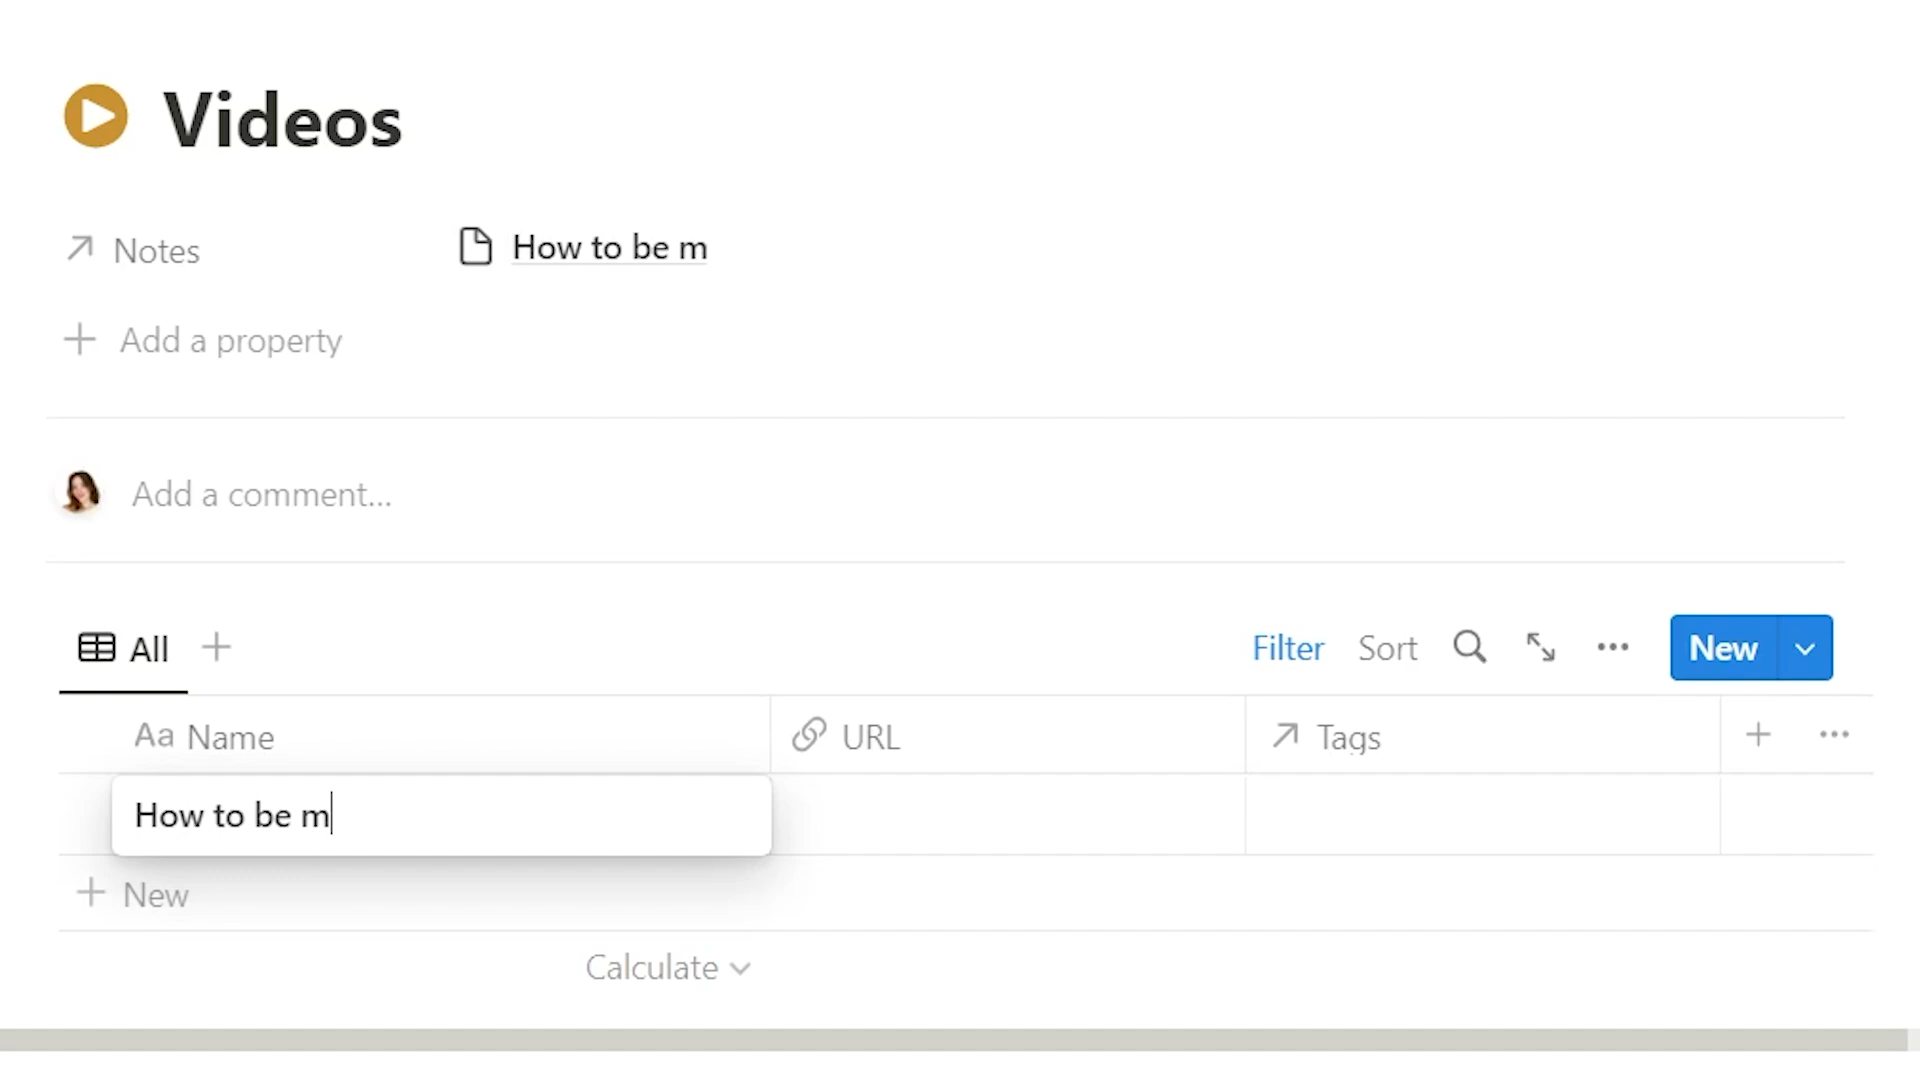 Videos
Notes How to be m
Add a property
Add a comment...
All Filter Sort New
Aa Name URL Tags
How to be m
New
Calculate